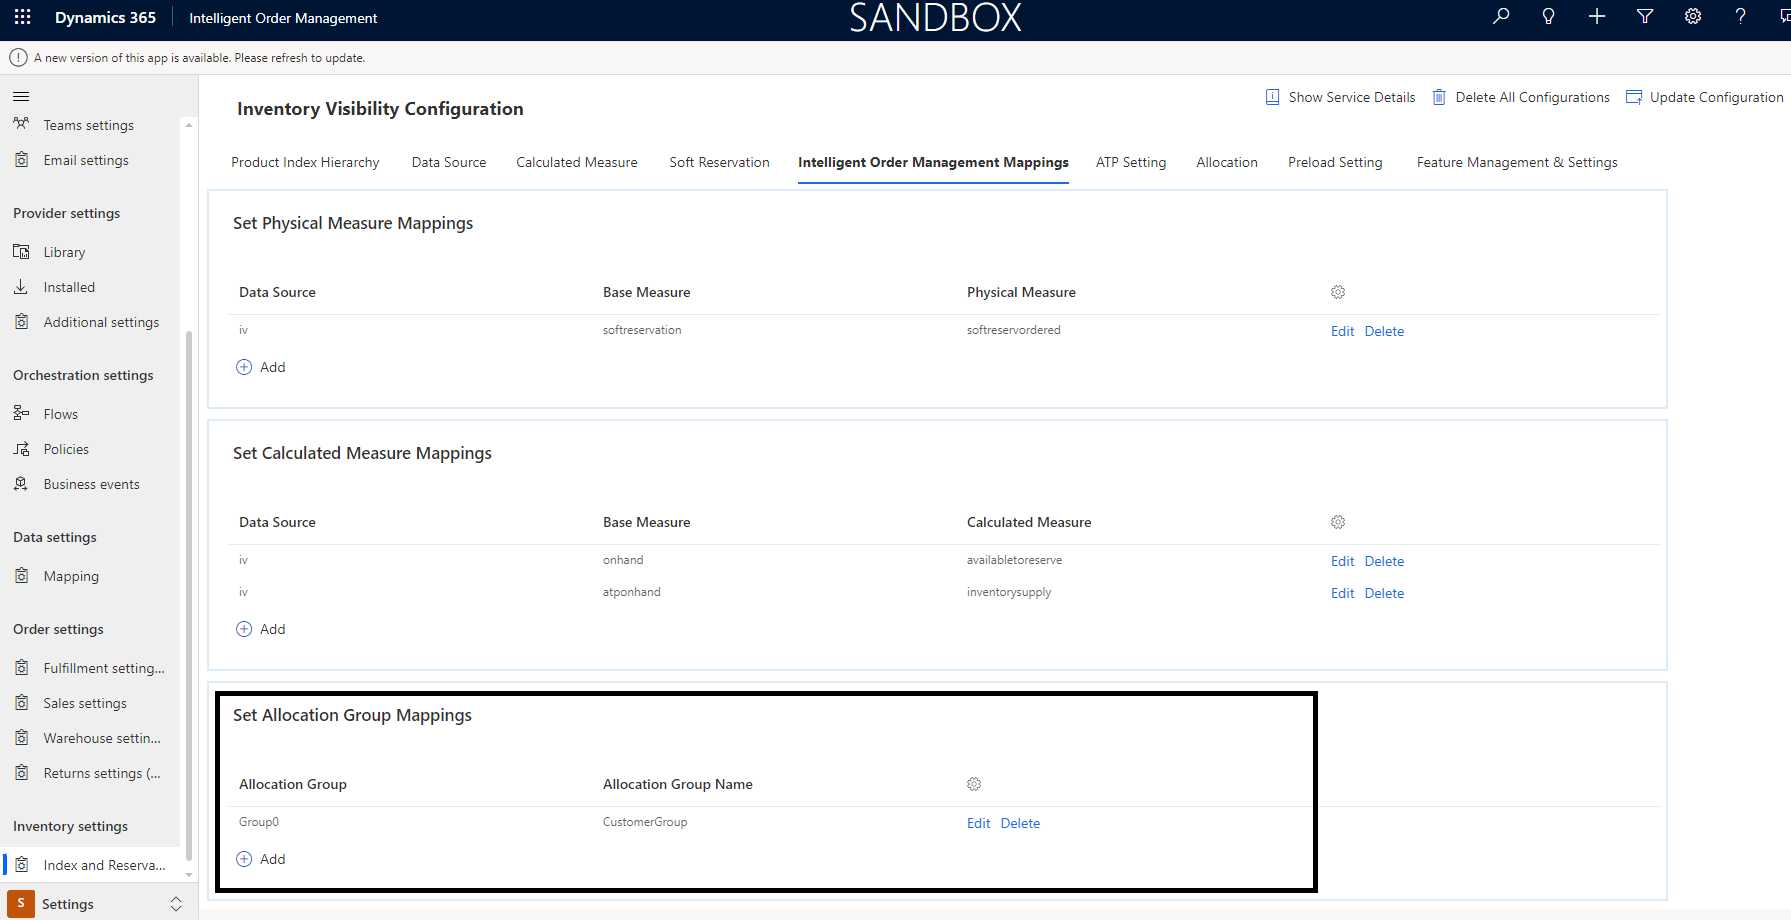 Dynamics 365
Intelligent Order Management
SANDBOX
A new version of this app is available. Please refresh to update.
Teams settings
Email settings
Provider settings
Library
Installed
Additional settings
Orchestration settings
Flows
Policies
Business events
Data settings
Mapping
Order settings
Fulfillment setting...
Sales settings
Warehouse settin...
Returns settings (...
Inventory settings
Index and Reserva...
S Settings
Inventory Visibility Configuration
Show Service Details Delete All Configurations Update Configuration
Product Index Hierarchy Data Source Calculated Measure Soft Reservation Intelligent Order Management Mappings ATP Setting Allocation Preload Setting Feature Management & Settings
Set Physical Measure Mappings
Data Source Base Measure Physical Measure
iv softreservation softreservordered Edit Delete
Add
Set Calculated Measure Mappings
Data Source Base Measure Calculated Measure
iv onhand availabletoreserve Edit Delete
iv atponhand inventorysupply Edit Delete
Add
Set Allocation Group Mappings
Allocation Group Allocation Group Name
Group0 CustomerGroup Edit Delete
Add